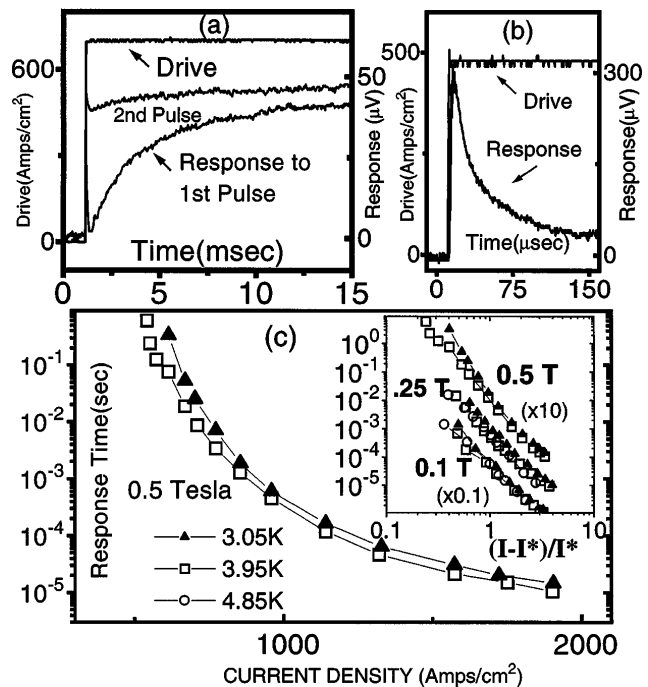 (a)
Drive(Amps/cm²)
600
0
Drive
2nd Pulse
Response to
1st Pulse
50
0
Response (μV)
Time(msec)
0
5
10
15
(b)
Drive(Amps/cm²)
500
0
Drive
Response
300
0
Response(μV)
Time(μsec)
0
75
150
(c)
Response Time(sec)
10⁻¹
10⁻²
10⁻³
10⁻⁴
10⁻⁵
0.5 Tesla
3.05K
3.95K
4.85K
10⁰
10⁻¹
10⁻²
10⁻³
10⁻⁴
10⁻⁵
0.5 T
(x10)
.25 T
0.1 T
(x0.1)
0.1
1
10
(I-I*)/I*
1000
2000
CURRENT DENSITY (Amps/cm²)